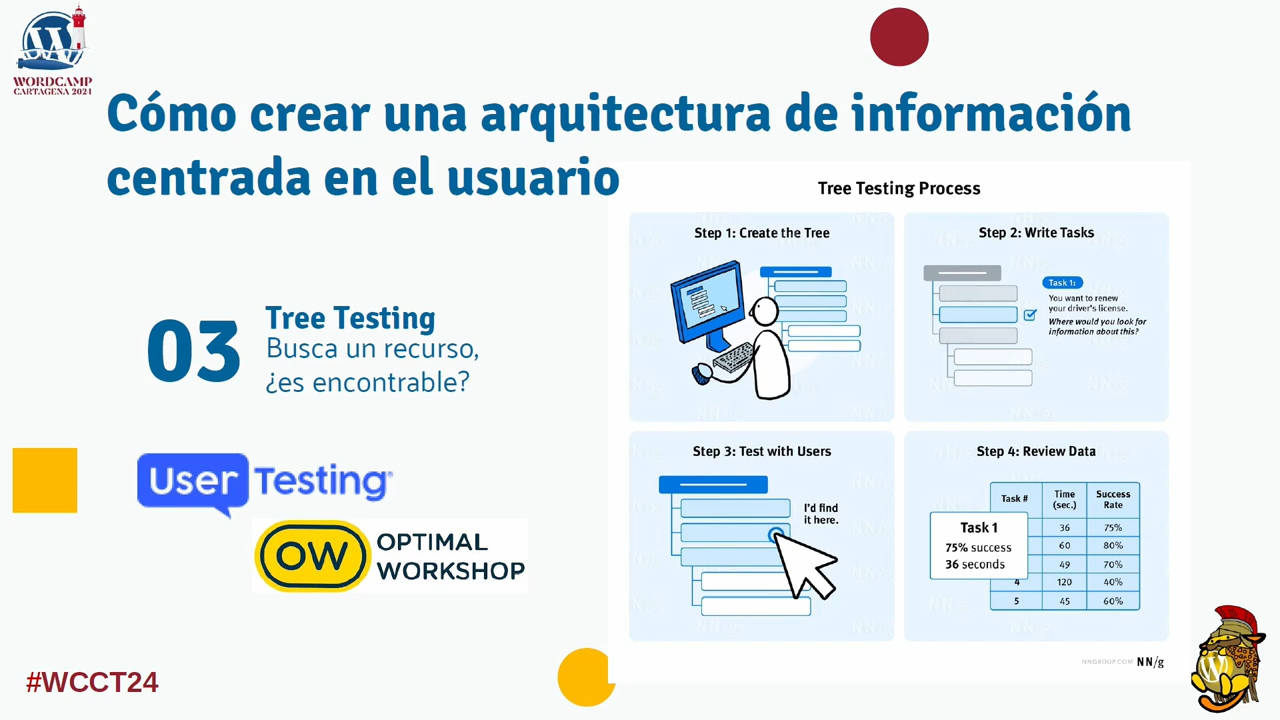 WORDCAMP
CARTAGENA 2024
Cómo crear una arquitectura de información
centrada en el usuario
03
Tree Testing
Busca un recurso,
¿es encontrable?
User Testing
OW OPTIMAL
WORKSHOP
#WCCT24
Tree Testing Process
Step 1: Create the Tree
Step 2: Write Tasks
Task 1:
You want to renew
your driver's license.
Where would you look for
information about this?
Step 3: Test with Users
I'd find
it here.
Step 4: Review Data
Task # Time (sec.) Success Rate
36 75%
60 80%
49 70%
4 120 40%
5 45 60%
Task 1
75% success
36 seconds
NNGROUP.COM NN/g